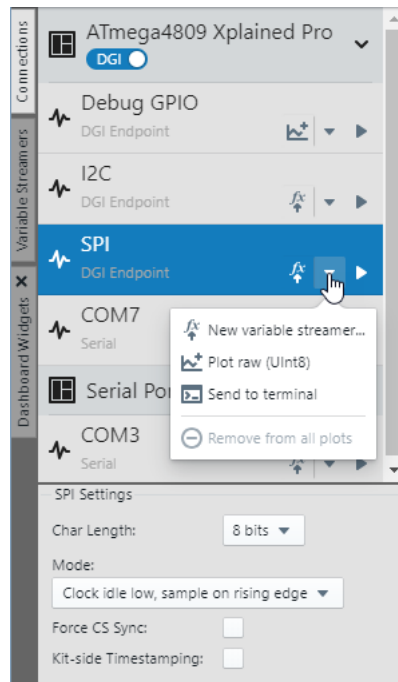 Connections
Variable Streamers
Dashboard Widgets
ATmega4809 Xplained Pro
DGI
Debug GPIO
DGI Endpoint
I2C
DGI Endpoint
SPI
DGI Endpoint
COM7
Serial
New variable streamer...
Plot raw (UInt8)
Send to terminal
Remove from all plots
Serial Po
COM3
Serial
SPI Settings
Char Length: 8 bits
Mode:
Clock idle low, sample on rising edge
Force CS Sync:
Kit-side Timestamping: